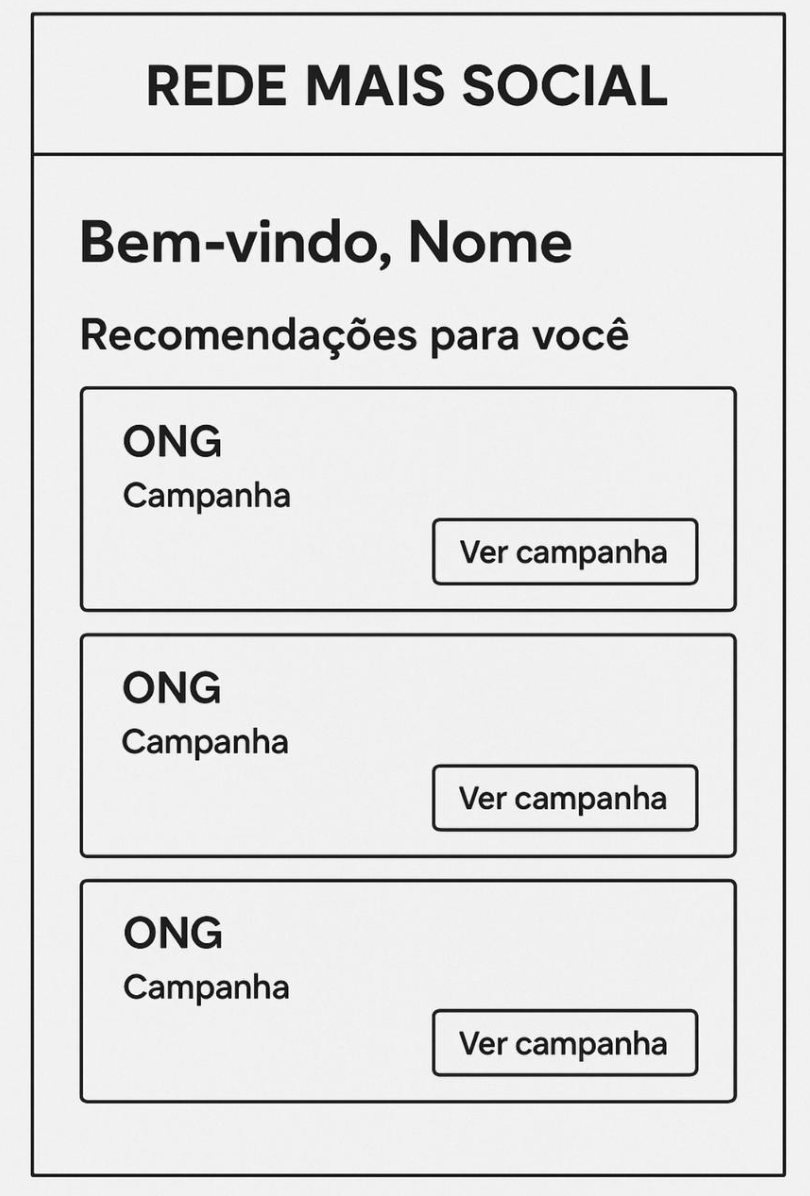 REDE MAIS SOCIAL
Bem-vindo, Nome
Recomendações para você
ONG
Campanha
Ver campanha
ONG
Campanha
Ver campanha
ONG
Campanha
Ver campanha